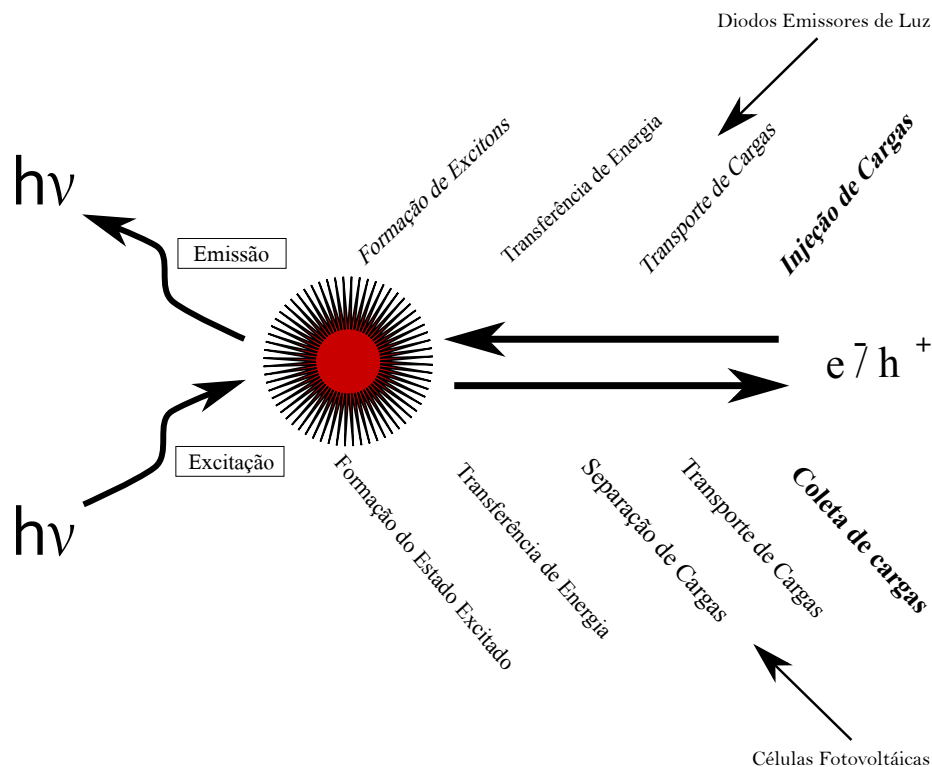 Diodos Emissores de Luz
Formação de Excitons
Transferência de Energia
Transporte de Cargas
Injeção de Cargas
hν
Emissão
e⁻/h⁺
Excitação
hν
Formação do Estado Excitado
Transferência de Energia
Separação de Cargas
Transporte de Cargas
Coleta de cargas
Células Fotovoltáicas